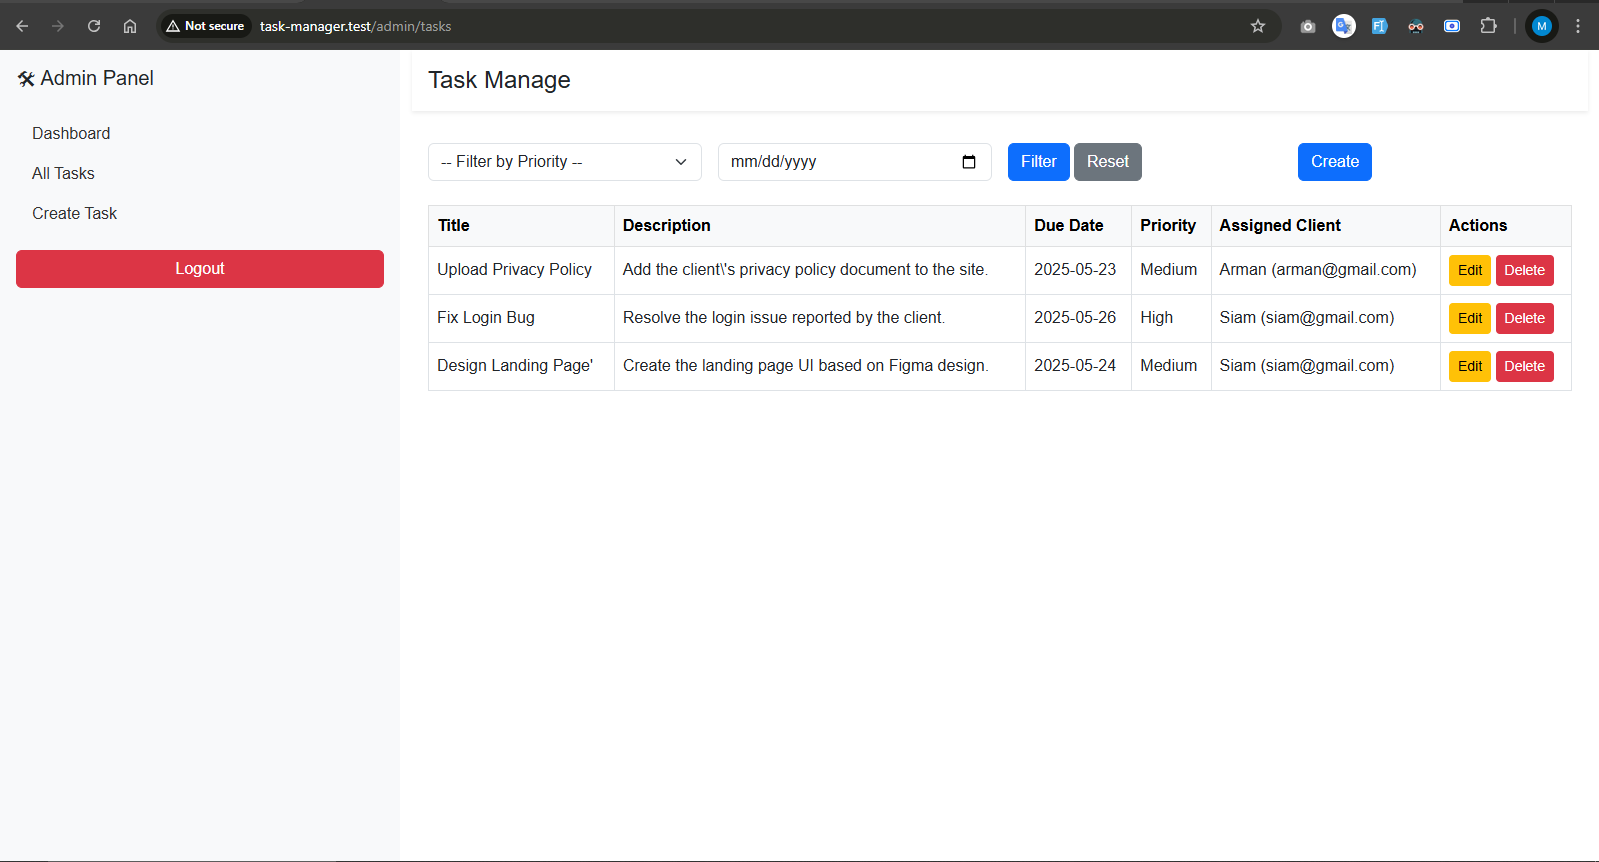 Not secure task-manager.test/admin/tasks M
Admin Panel
Dashboard
All Tasks
Create Task
Logout
Task Manage
-- Filter by Priority -- mm/dd/yyyy Filter Reset Create
Title Description Due Date Priority Assigned Client Actions
Upload Privacy Policy Add the client\'s privacy policy document to the site. 2025-05-23 Medium Arman (arman@gmail.com) Edit Delete
Fix Login Bug Resolve the login issue reported by the client. 2025-05-26 High Siam (siam@gmail.com) Edit Delete
Design Landing Page' Create the landing page UI based on Figma design. 2025-05-24 Medium Siam (siam@gmail.com) Edit Delete